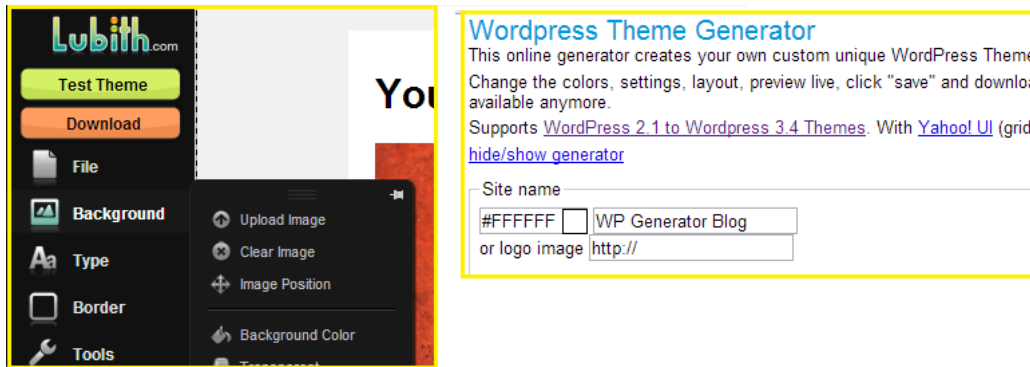 Lubith.com
Test Theme
Download
File
Background
Type
Border
Tools
You
Upload Image
Clear Image
Image Position
Background Color
Transparent
Wordpress Theme Generator
This online generator creates your own custom unique WordPress Theme
Change the colors, settings, layout, preview live, click "save" and downloa
available anymore.
Supports WordPress 2.1 to Wordpress 3.4 Themes. With Yahoo! UI (grid
hide/show generator
Site name
#FFFFFF WP Generator Blog
or logo image http://